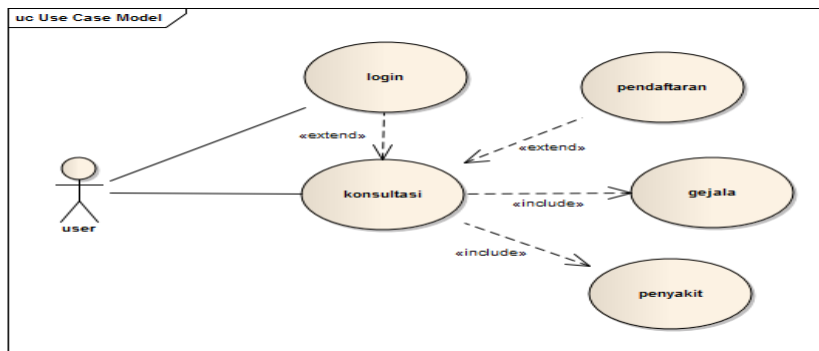 uc Use Case Model
login
pendaftaran
«extend»
«extend»
konsultasi
gejala
«include»
user
«include»
penyakit